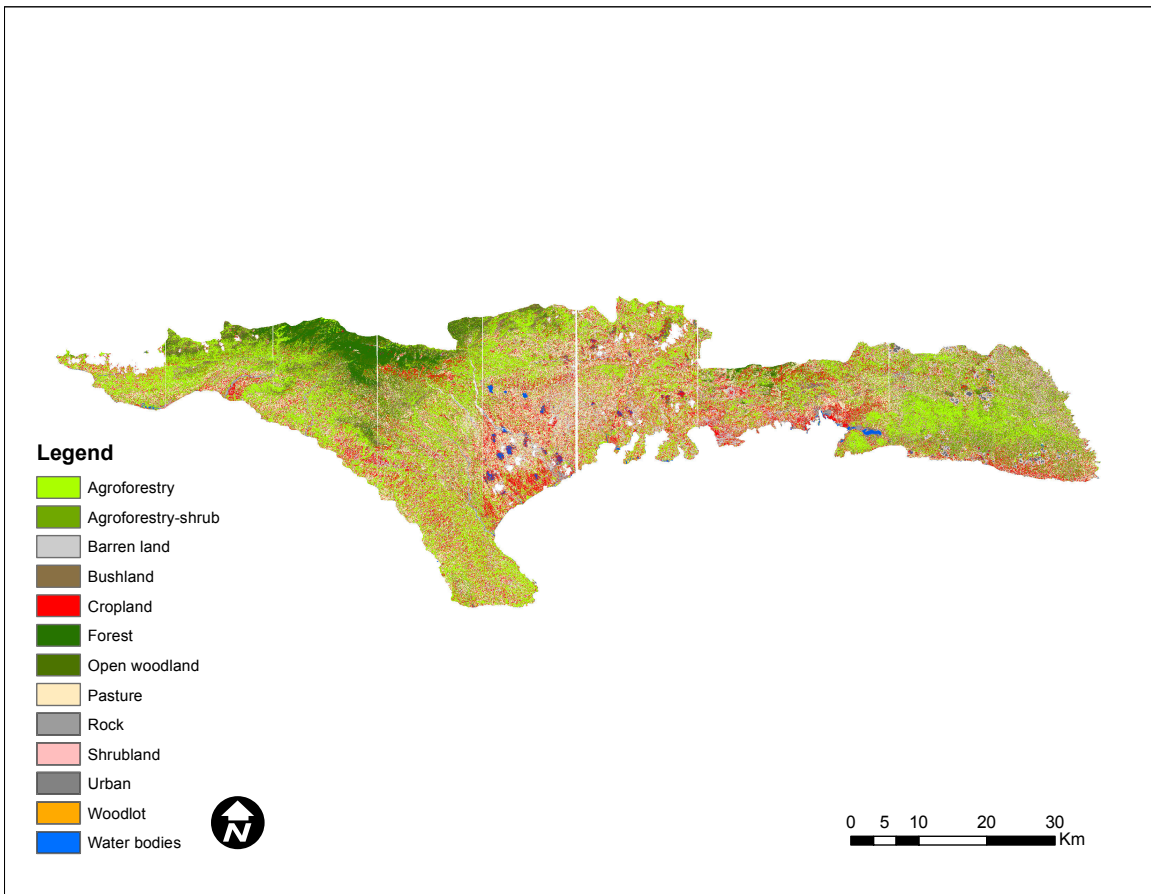 Legend
Agroforestry
Agroforestry-shrub
Barren land
Bushland
Cropland
Forest
Open woodland
Pasture
Rock
Shrubland
Urban
Woodlot
Water bodies
N
0 5 10 20 30
Km